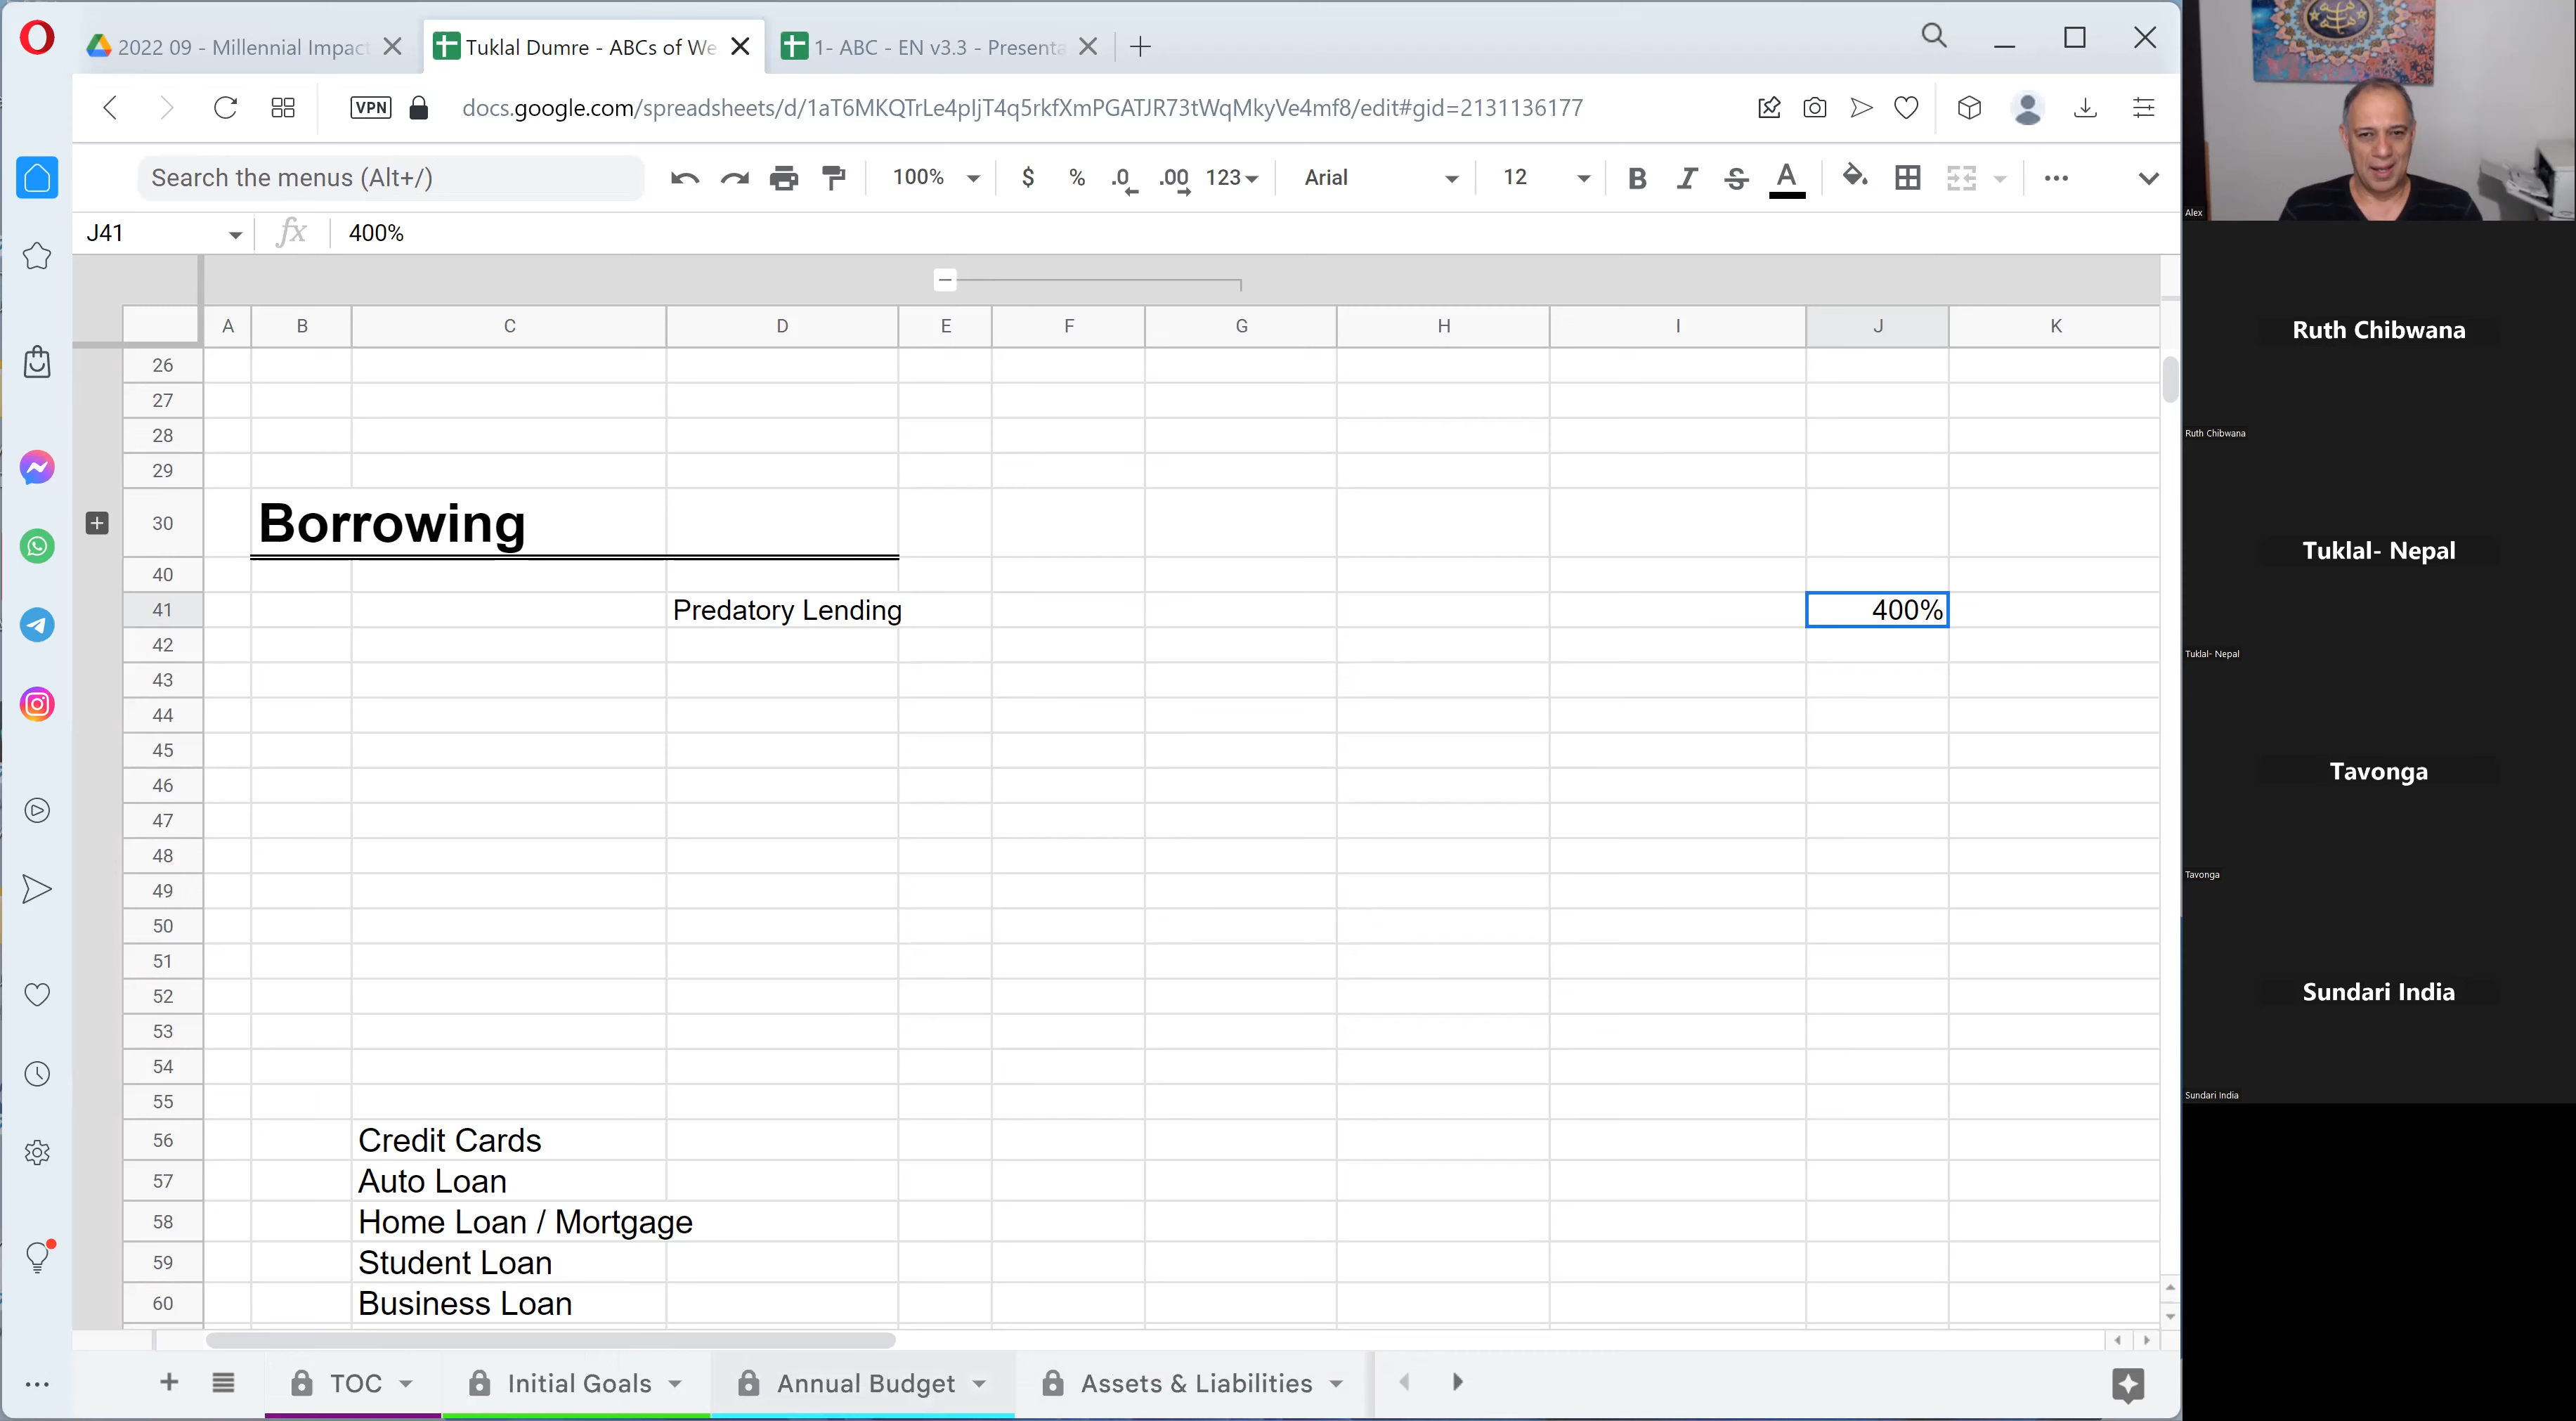 2022 09 - Millennial Impact
Tuklal Dumre - ABCs of We
1- ABC - EN v3.3 - Presenta
VPN
docs.google.com/spreadsheets/d/1aT6MKQTrLe4pIjT4q5rkfXmPGATJR73tWqMkyVe4mf8/edit#gid=2131136177
Search the menus (Alt+/)
100%
$ % .0 .00 123
Arial
12
B I S A
J41
fx
400%
A B C D E F G H I J K
26
27
28
29
30 Borrowing
40
41 Predatory Lending 400%
42
43
44
45
46
47
48
49
50
51
52
53
54
55
56 Credit Cards
57 Auto Loan
58 Home Loan / Mortgage
59 Student Loan
60 Business Loan
TOC
Initial Goals
Annual Budget
Assets & Liabilities
Alex
Ruth Chibwana
Ruth Chibwana
Tuklal- Nepal
Tuklal- Nepal
Tavonga
Tavonga
Sundari India
Sundari India